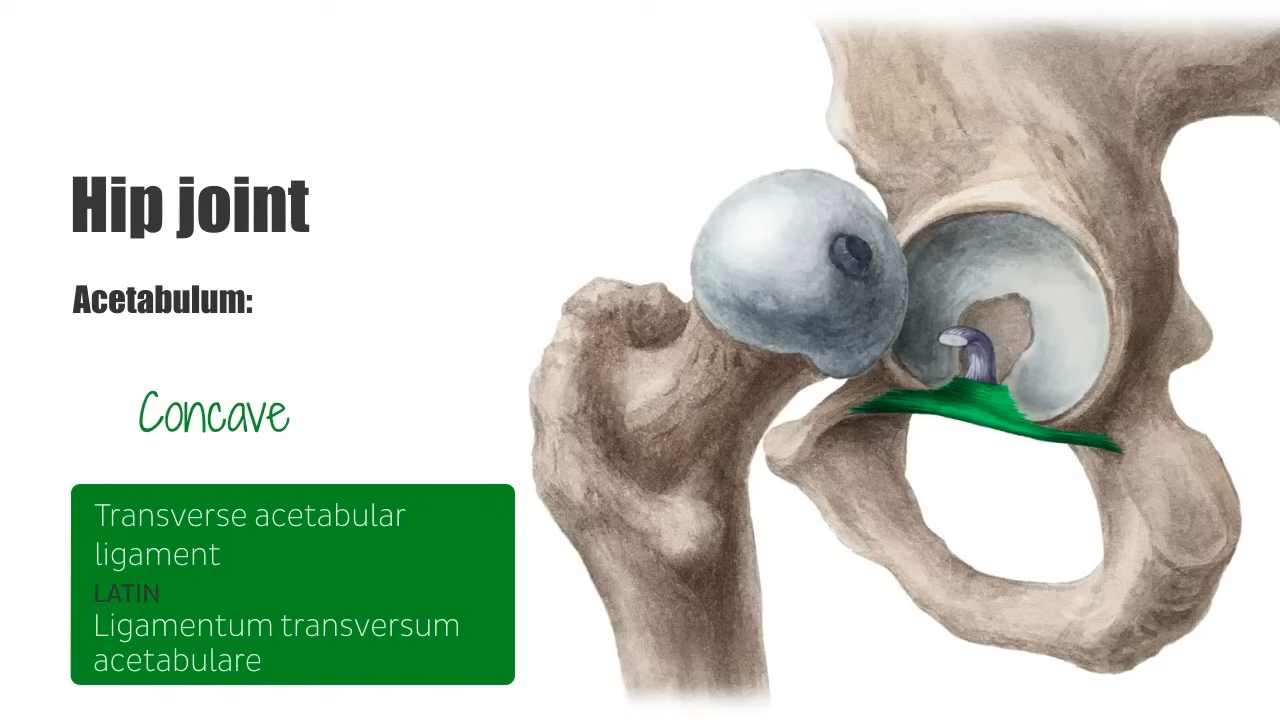 Hip joint
Acetabulum:
Concave
Transverse acetabular
ligament
LATIN
Ligamentum transversum
acetabulare